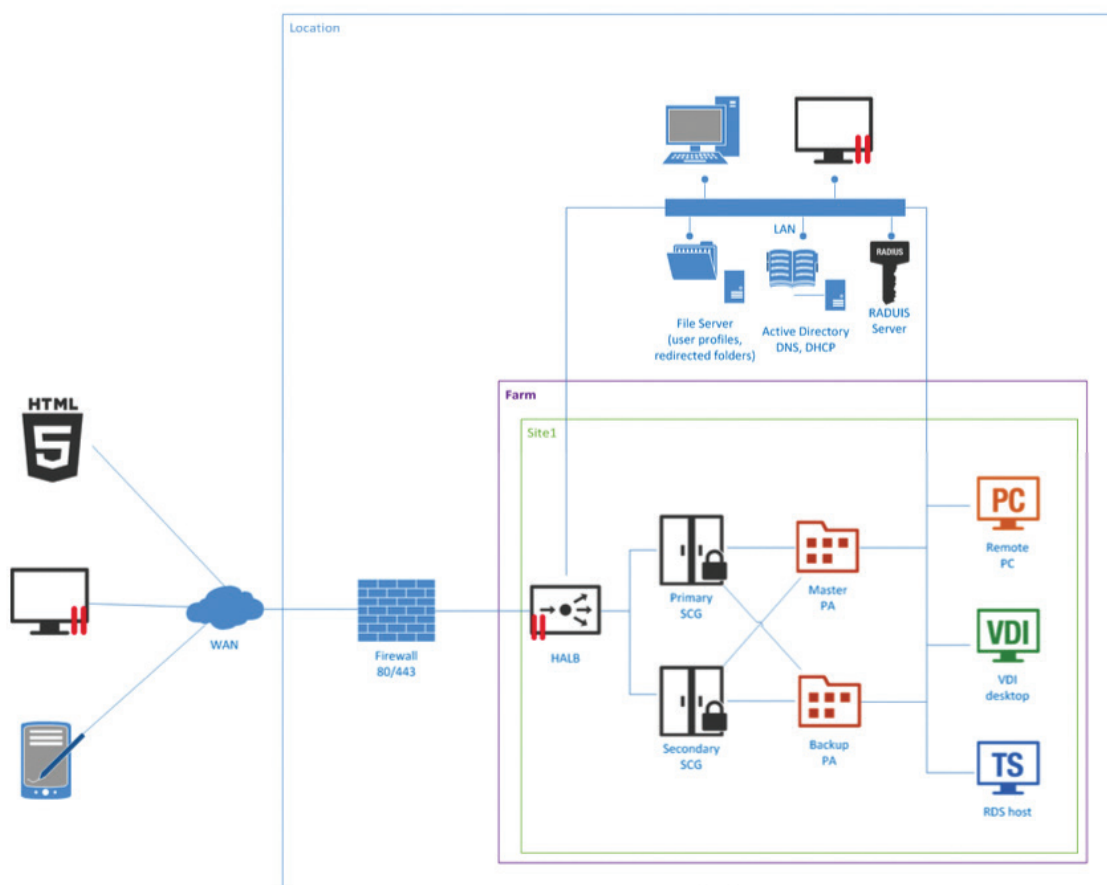 Location
LAN
RADIUS
File Server
(user profiles,
redirected folders)
Active Directory
DNS, DHCP
RADUIS
Server
Farm
Site1
HTML
5
WAN
Firewall
80/443
HALB
Primary
SCG
Secondary
SCG
Master
PA
Backup
PA
PC
Remote
PC
VDI
VDI
desktop
TS
RDS host